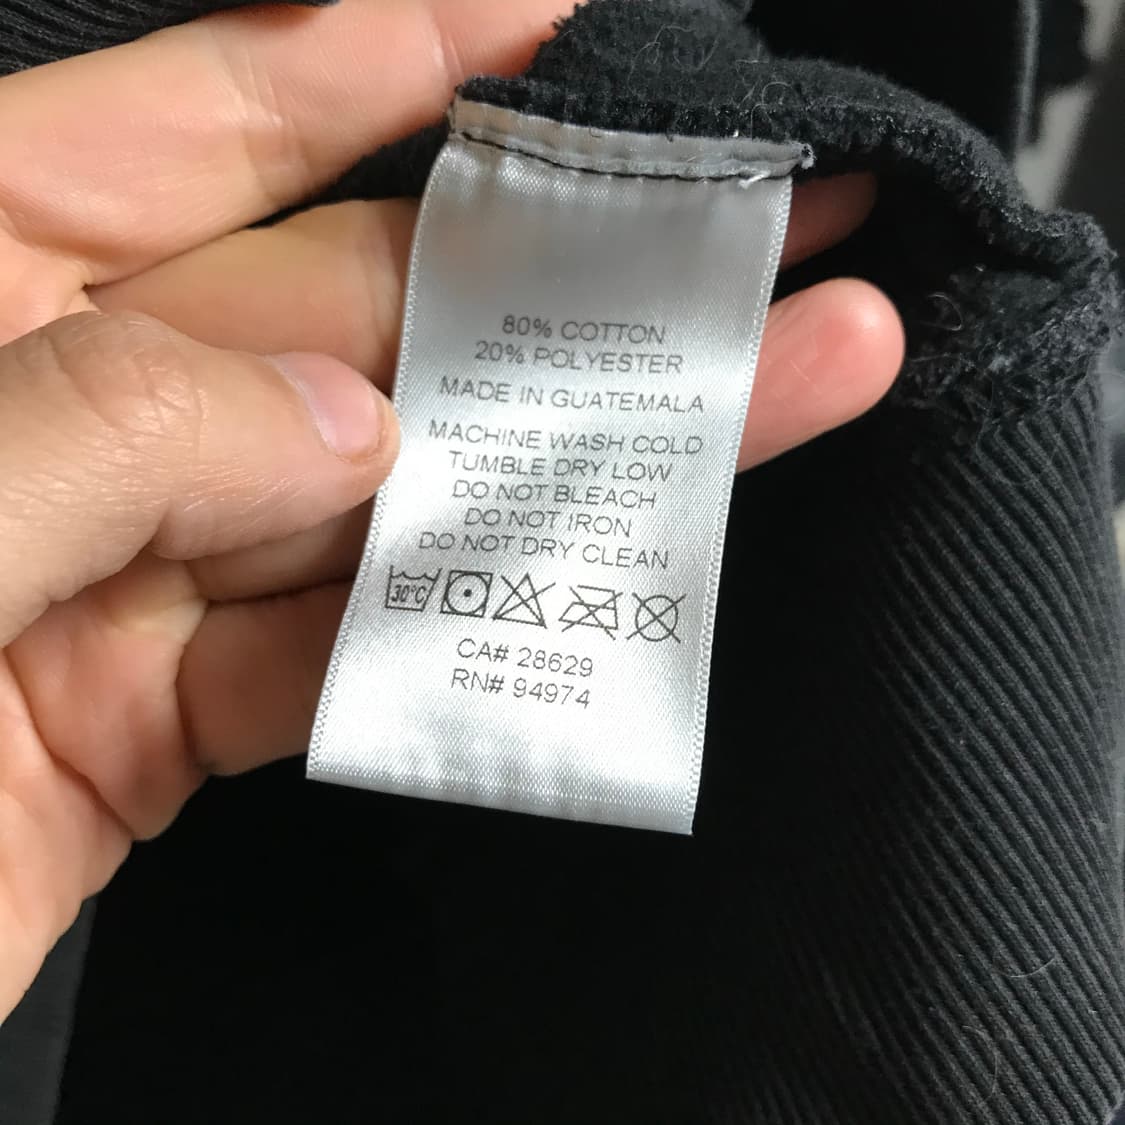 80% COTTON
20% POLYESTER
MADE IN GUATEMALA
MACHINE WASH COLD
TUMBLE DRY LOW
DO NOT BLEACH
DO NOT IRON
DO NOT DRY CLEAN
30°C
CA# 28629
RN# 94974